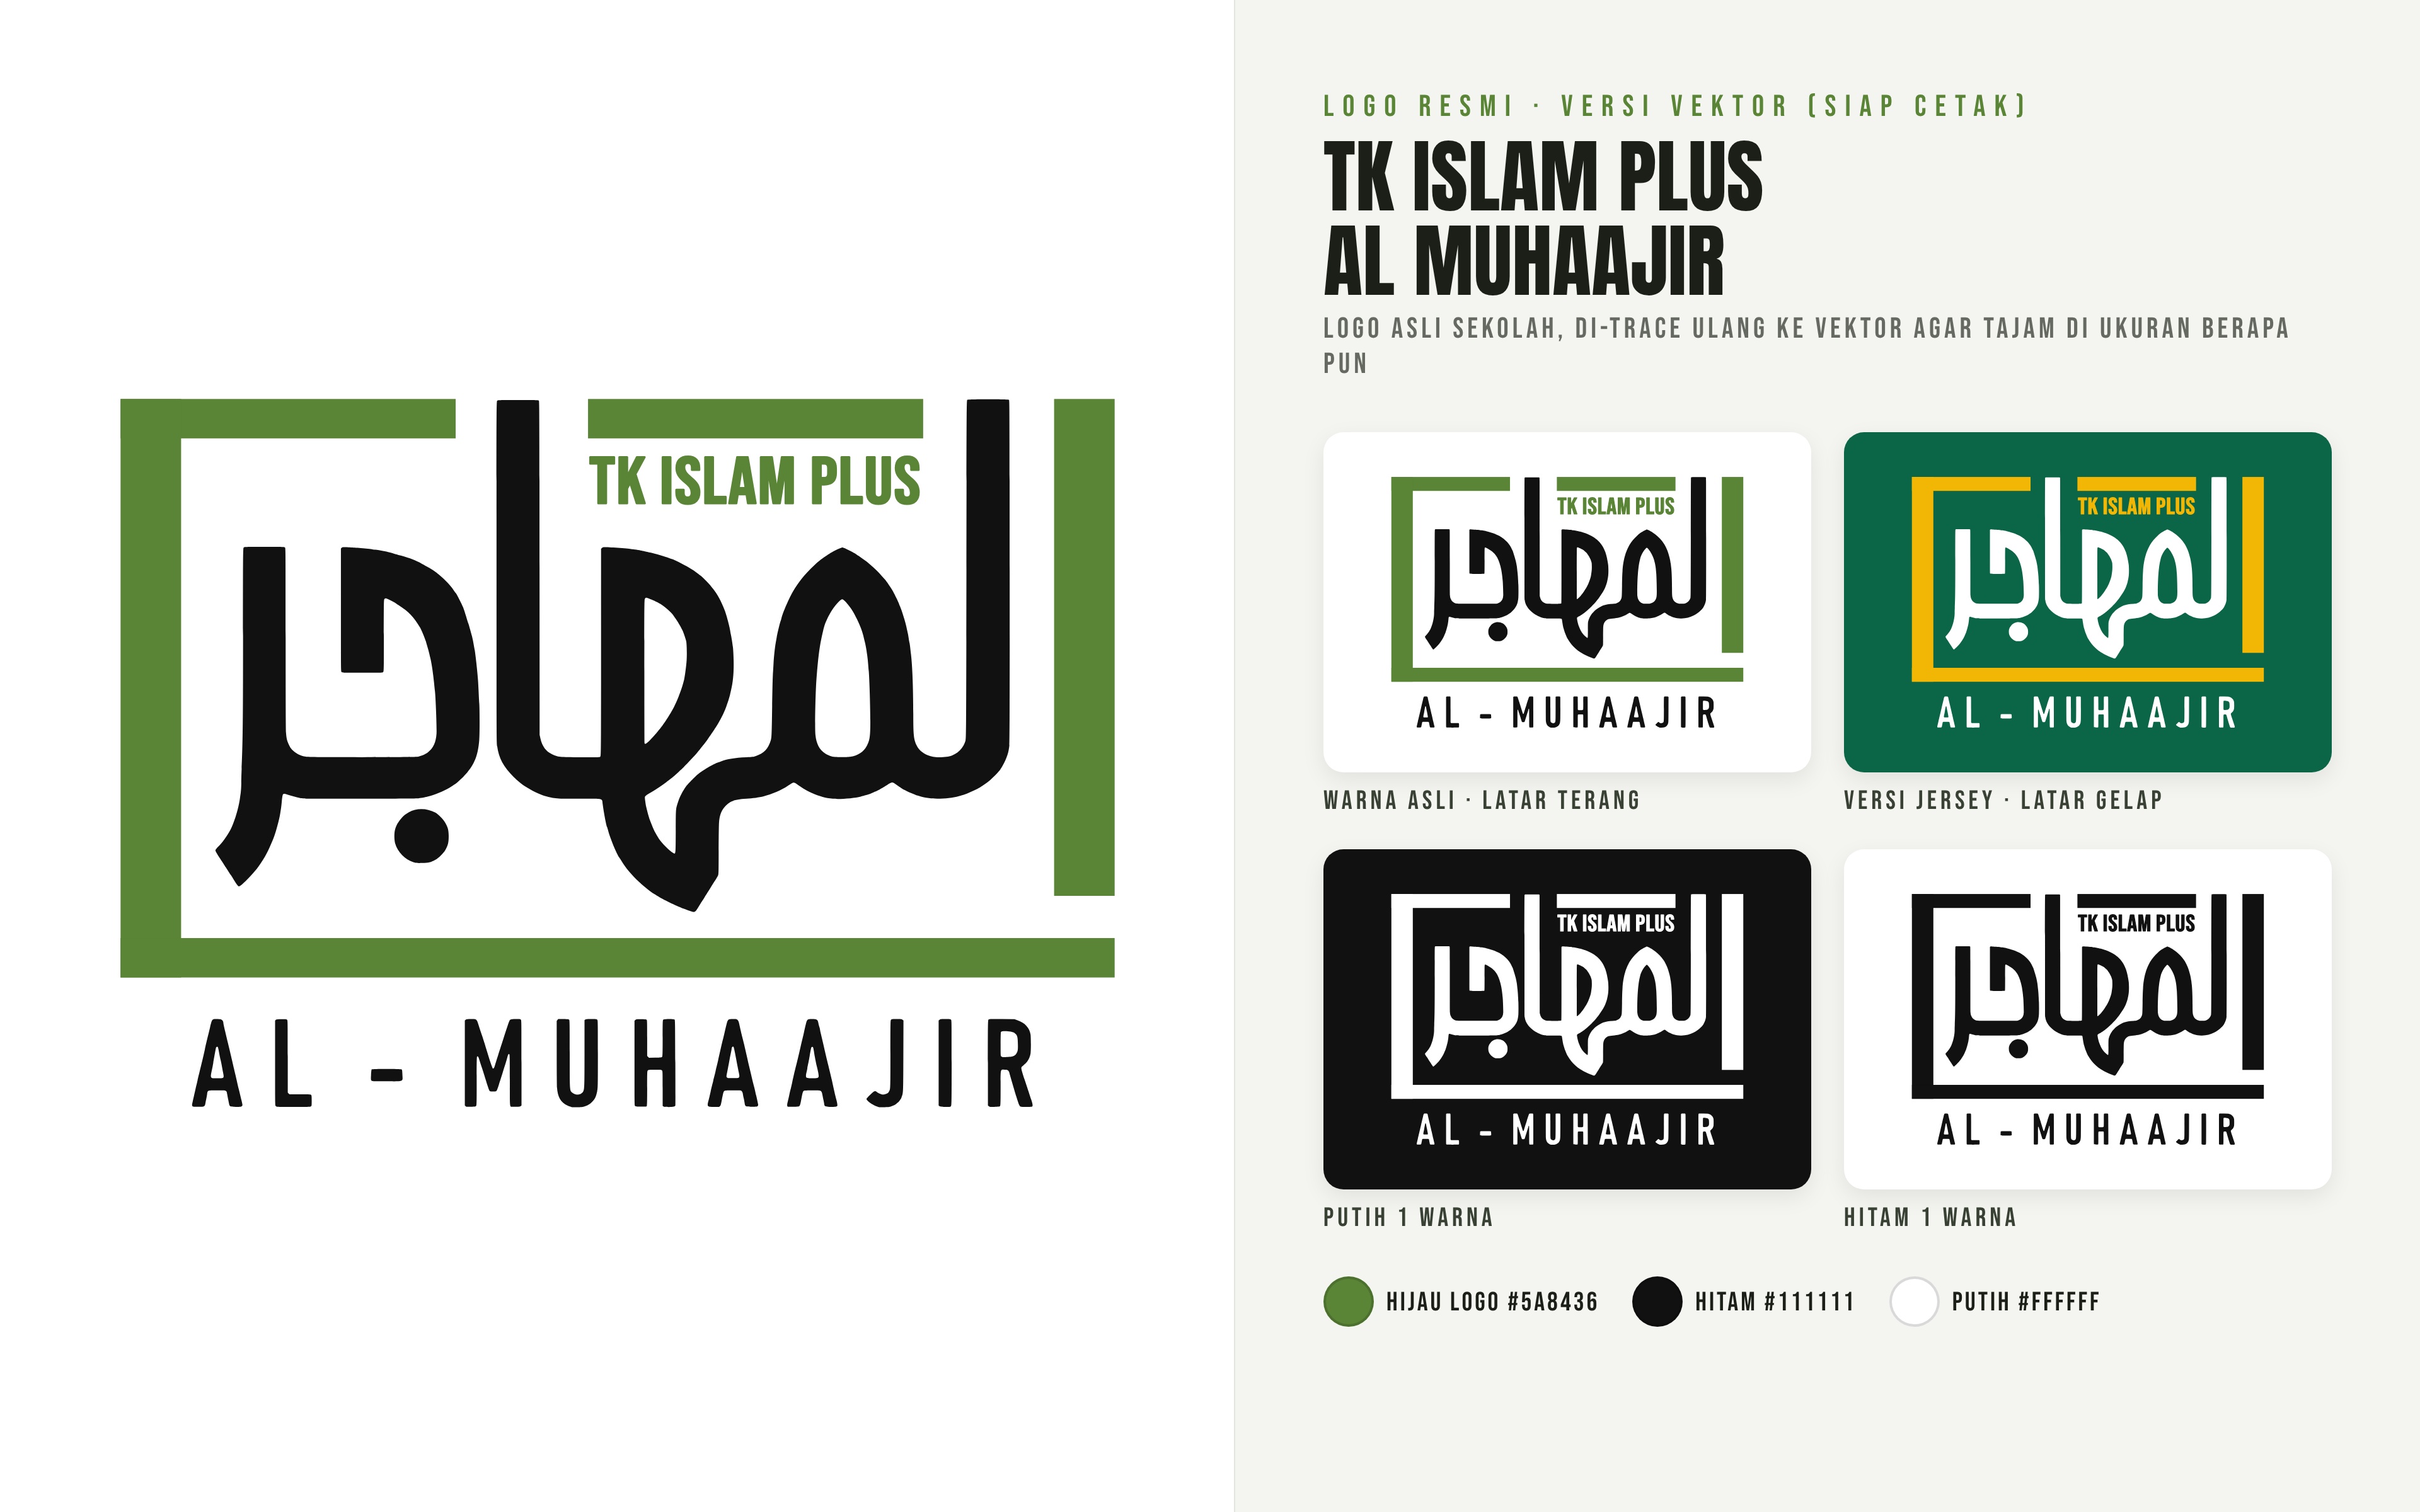 TK ISLAM PLUS
المهاجر
AL - MUHAAJIR
LOGO RESMI · VERSI VEKTOR (SIAP CETAK)
TK ISLAM PLUS
AL MUHAAJIR
LOGO ASLI SEKOLAH, DI-TRACE ULANG KE VEKTOR AGAR TAJAM DI UKURAN BERAPA
PUN
TK ISLAM PLUS
المهاجر
AL - MUHAAJIR
WARNA ASLI · LATAR TERANG
TK ISLAM PLUS
المهاجر
AL - MUHAAJIR
VERSI JERSEY · LATAR GELAP
TK ISLAM PLUS
المهاجر
AL - MUHAAJIR
PUTIH 1 WARNA
TK ISLAM PLUS
المهاجر
AL - MUHAAJIR
HITAM 1 WARNA
HIJAU LOGO #5A8436
HITAM #111111
PUTIH #FFFFFF